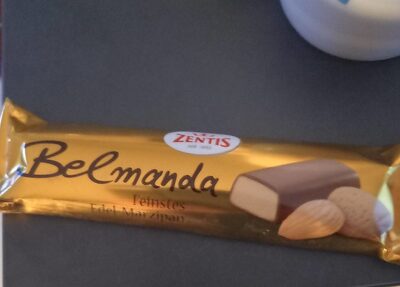 ZENTIS
Belmanda
Feinstes
Edel-Marzipan